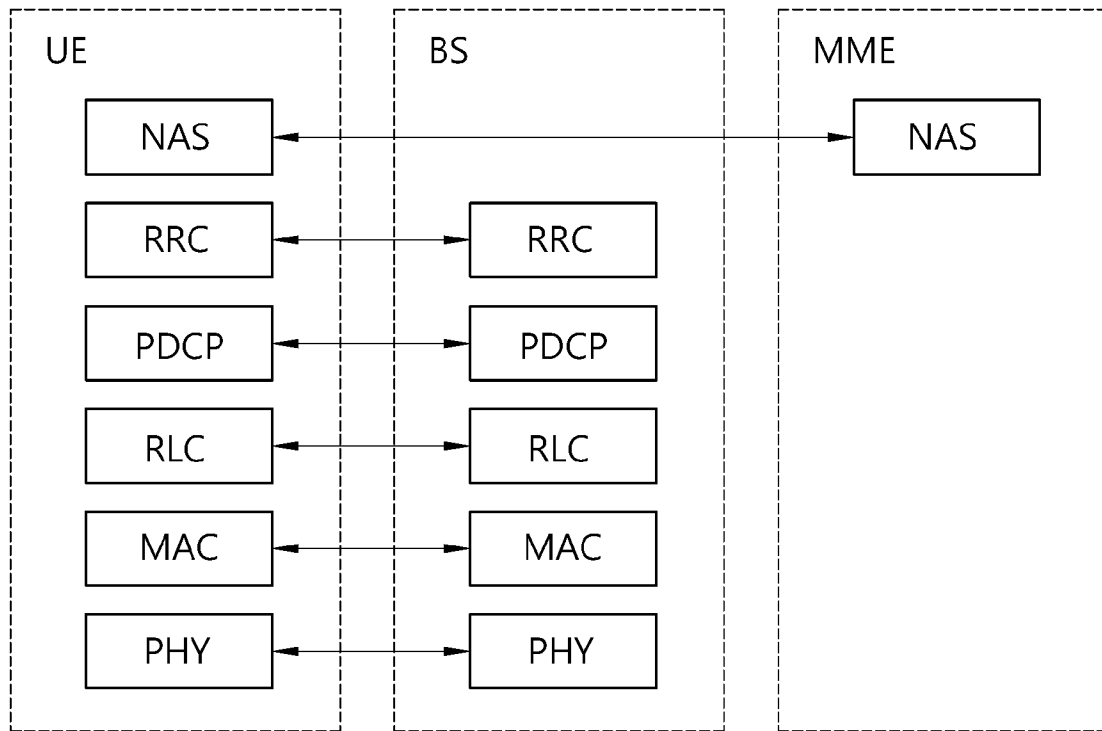 UE BS MME
NAS NAS
RRC RRC
PDCP PDCP
RLC RLC
MAC MAC
PHY PHY